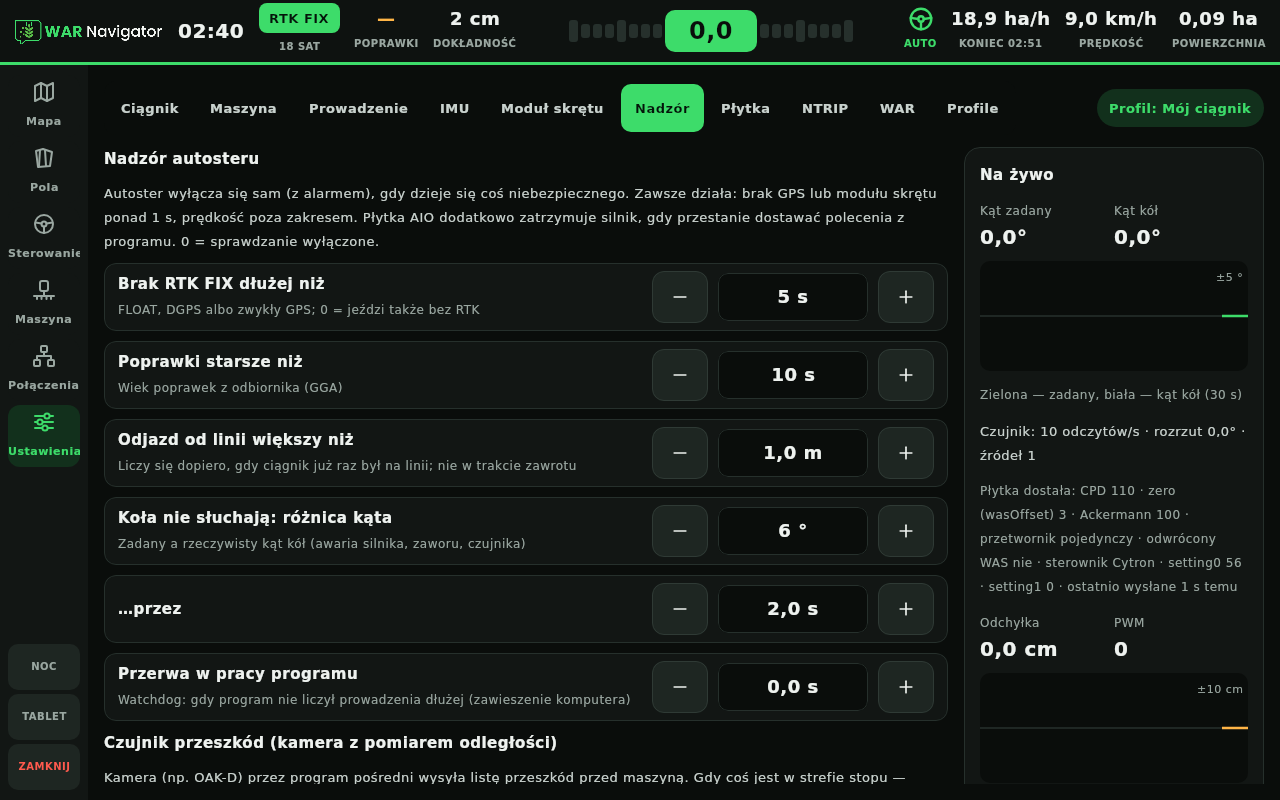 WAR Navigator
02:40
RTK FIX
18 SAT
—
POPRAWKI
2 cm
DOKŁADNOŚĆ
0,0
AUTO
18,9 ha/h
KONIEC 02:51
9,0 km/h
PRĘDKOŚĆ
0,09 ha
POWIERZCHNIA
Mapa
Pola
Sterowanie
Maszyna
Połączenia
Ustawienia
NOC
TABLET
ZAMKNIJ
Ciągnik Maszyna Prowadzenie IMU Moduł skrętu Nadzór Płytka NTRIP WAR Profile
Profil: Mój ciągnik
Nadzór autosteru
Autoster wyłącza się sam (z alarmem), gdy dzieje się coś niebezpiecznego. Zawsze działa: brak GPS lub modułu skrętu
ponad 1 s, prędkość poza zakresem. Płytka AIO dodatkowo zatrzymuje silnik, gdy przestanie dostawać polecenia z
programu. 0 = sprawdzanie wyłączone.
Brak RTK FIX dłużej niż
FLOAT, DGPS albo zwykły GPS; 0 = jeździ także bez RTK
− 5 s +
Poprawki starsze niż
Wiek poprawek z odbiornika (GGA)
− 10 s +
Odjazd od linii większy niż
Liczy się dopiero, gdy ciągnik już raz był na linii; nie w trakcie zawrotu
− 1,0 m +
Koła nie słuchają: różnica kąta
Zadany a rzeczywisty kąt kół (awaria silnika, zaworu, czujnika)
− 6 ° +
...przez
− 2,0 s +
Przerwa w pracy programu
Watchdog: gdy program nie liczył prowadzenia dłużej (zawieszenie komputera)
− 0,0 s +
Czujnik przeszkód (kamera z pomiarem odległości)
Kamera (np. OAK-D) przez program pośredni wysyła listę przeszkód przed maszyną. Gdy coś jest w strefie stopu —
Na żywo
Kąt zadany Kąt kół
0,0° 0,0°
±5 °
Zielona — zadany, biała — kąt kół (30 s)
Czujnik: 10 odczytów/s · rozrzut 0,0° ·
źródeł 1
Płytka dostała: CPD 110 · zero
(wasOffset) 3 · Ackermann 100 ·
przetwornik pojedynczy · odwrócony
WAS nie · sterownik Cytron · setting0 56
· setting1 0 · ostatnio wysłane 1 s temu
Odchyłka PWM
0,0 cm 0
±10 cm